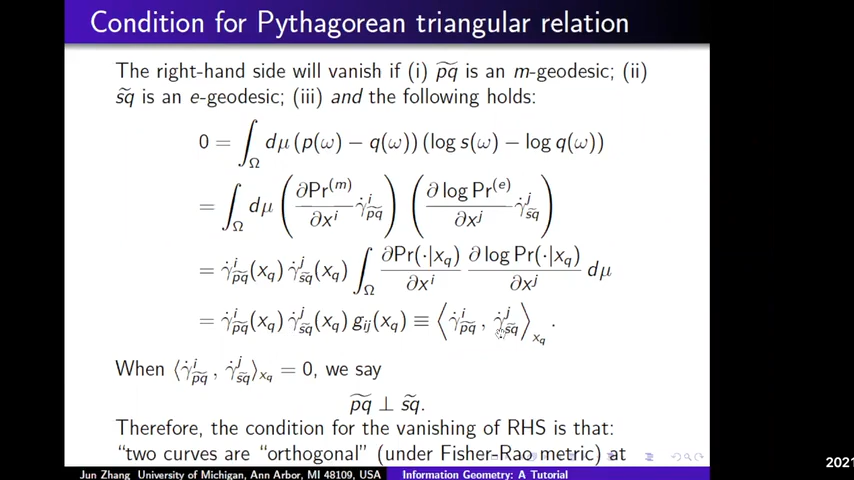 Condition for Pythagorean triangular relation
The right-hand side will vanish if (i) p͠q is an m-geodesic; (ii)
s͠q is an e-geodesic; (iii) and the following holds:
0 = ∫_Ω dμ (p(ω) − q(ω)) (log s(ω) − log q(ω))
= ∫_Ω dμ (∂Pr^(m)/∂x^i γ̇^i_p͠q) (∂ log Pr^(e)/∂x^j γ̇^j_s͠q)
= γ̇^i_p͠q(x_q) γ̇^j_s͠q(x_q) ∫_Ω ∂Pr(·|x_q)/∂x^i ∂ log Pr(·|x_q)/∂x^j dμ
= γ̇^i_p͠q(x_q) γ̇^j_s͠q(x_q) g_ij(x_q) ≡ ⟨γ̇^i_p͠q , γ̇^j_s͠q⟩_x_q .
When ⟨γ̇^i_p͠q , γ̇^j_s͠q⟩_x_q = 0, we say
p͠q ⊥ s͠q.
Therefore, the condition for the vanishing of RHS is that:
“two curves are “orthogonal” (under Fisher-Rao metric) at
Jun Zhang University of Michigan, Ann Arbor, MI 48109, USA Information Geometry: A Tutorial
2021